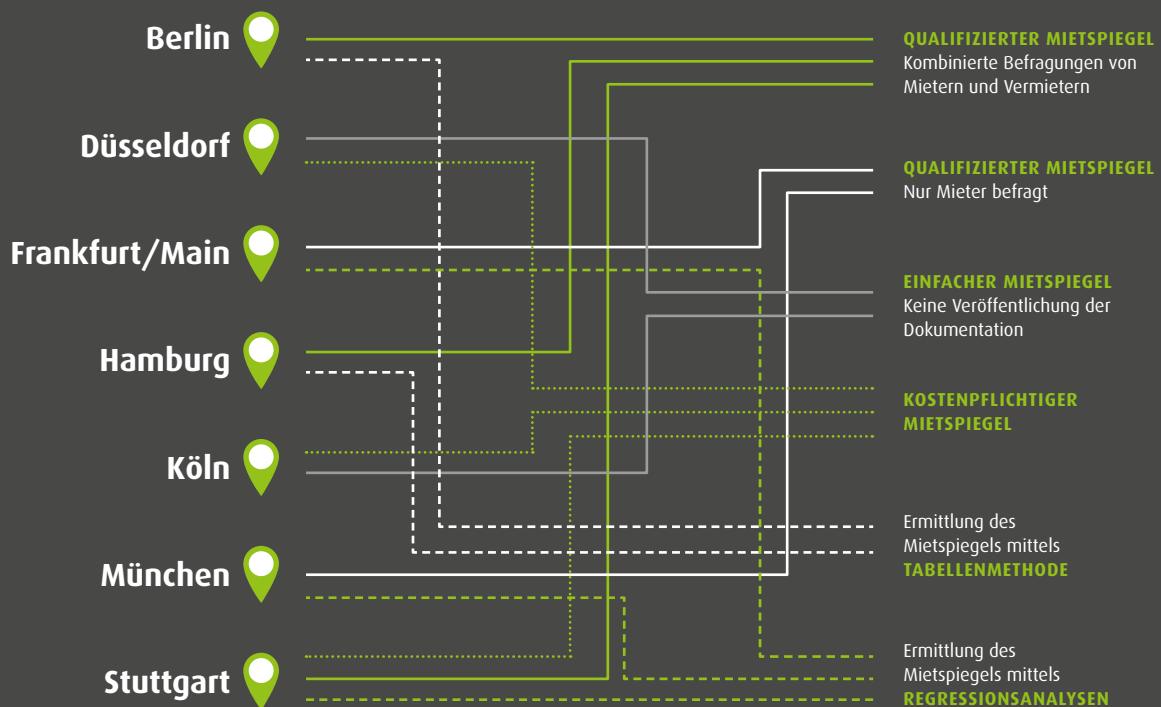 Berlin
Düsseldorf
Frankfurt/Main
Hamburg
Köln
München
Stuttgart
QUALIFIZIERTER MIETSPIEGEL
Kombinierte Befragungen von
Mietern und Vermietern
QUALIFIZIERTER MIETSPIEGEL
Nur Mieter befragt
EINFACHER MIETSPIEGEL
Keine Veröffentlichung der
Dokumentation
KOSTENPFLICHTIGER
MIETSPIEGEL
Ermittlung des
Mietspiegels mittels
TABELLENMETHODE
Ermittlung des
Mietspiegels mittels
REGRESSIONSANALYSEN